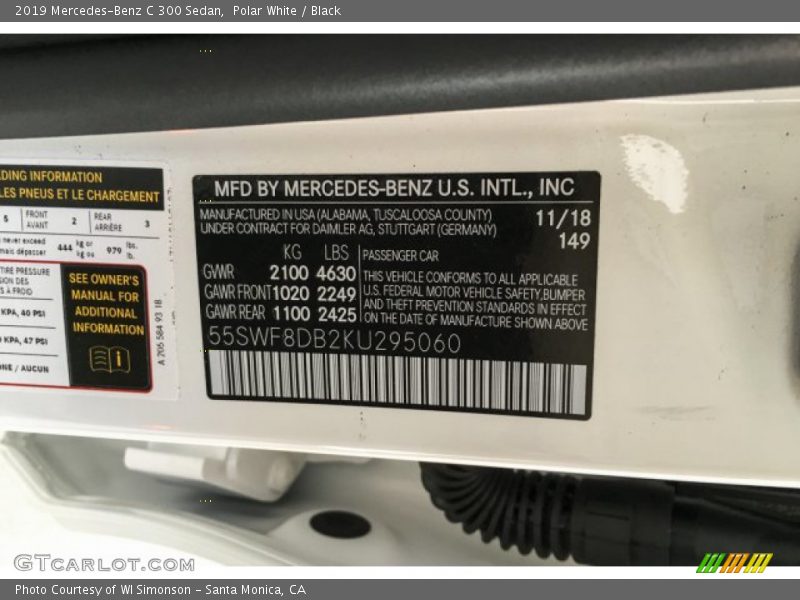 2019 Mercedes-Benz C 300 Sedan,  Polar White / Black
DING INFORMATION
LES PNEUS ET LE CHARGEMENT
5 FRONT AVANT 2 REAR ARRIÈRE 3
never exceed
mais dépasser 444 kg or kg ou 979 lbs. lb.
TIRE PRESSURE
SION DES
S À FROID
KPA, 40 PSI
KPA, 47 PSI
NE / AUCUN
SEE OWNER'S
MANUAL FOR
ADDITIONAL
INFORMATION
A 205 584 93 18
MFD BY MERCEDES-BENZ U.S. INTL., INC
MANUFACTURED IN USA (ALABAMA, TUSCALOOSA COUNTY)
UNDER CONTRACT FOR DAIMLER AG, STUTTGART (GERMANY)
11/18
149
KG LBS
GVWR 2100 4630
GAWR FRONT 1020 2249
GAWR REAR 1100 2425
PASSENGER CAR
THIS VEHICLE CONFORMS TO ALL APPLICABLE
U.S. FEDERAL MOTOR VEHICLE SAFETY, BUMPER
AND THEFT PREVENTION STANDARDS IN EFFECT
ON THE DATE OF MANUFACTURE SHOWN ABOVE
55SWF8DB2KU295060
GTCARLOT.COM
Photo Courtesy of WI Simonson - Santa Monica, CA